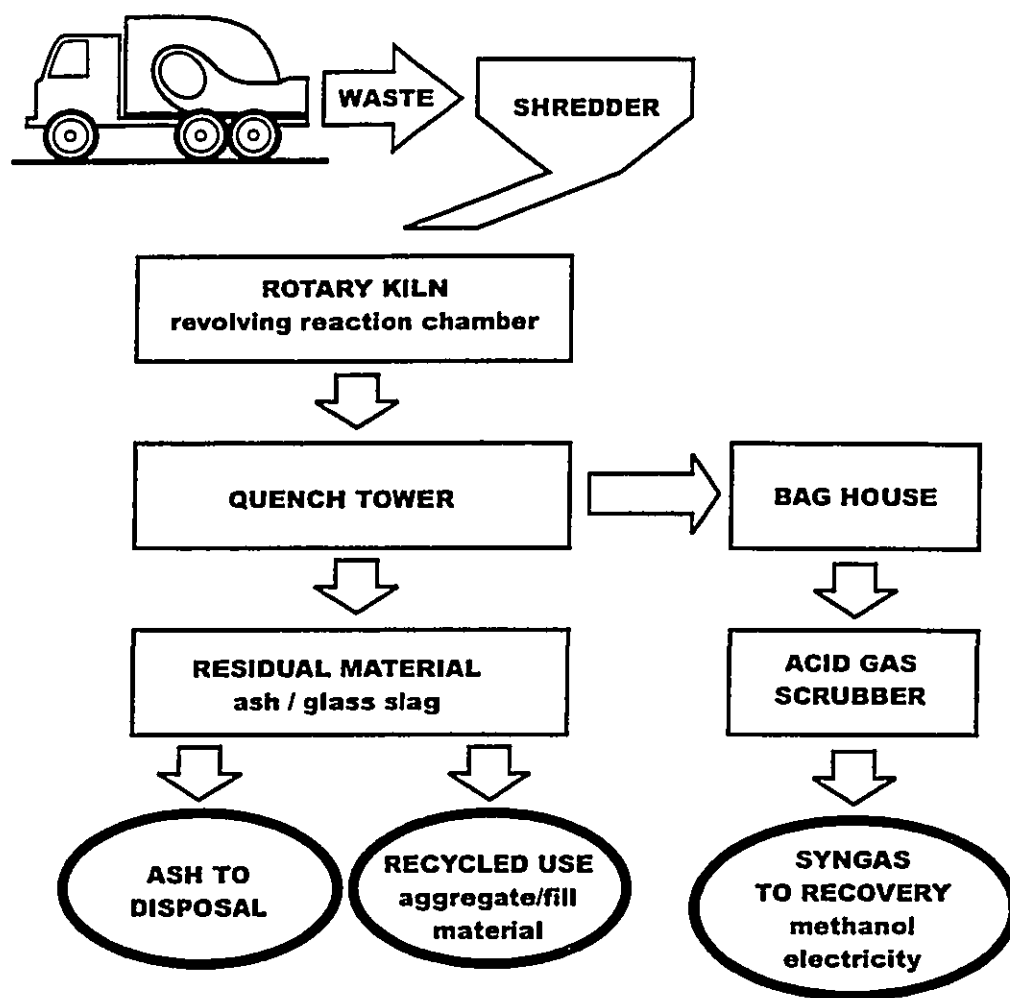 WASTE
SHREDDER
ROTARY KILN
revolving reaction chamber
QUENCH TOWER
BAG HOUSE
RESIDUAL MATERIAL
ash / glass slag
ACID GAS
SCRUBBER
ASH TO
DISPOSAL
RECYCLED USE
aggregate/fill
material
SYNGAS
TO RECOVERY
methanol
electricity